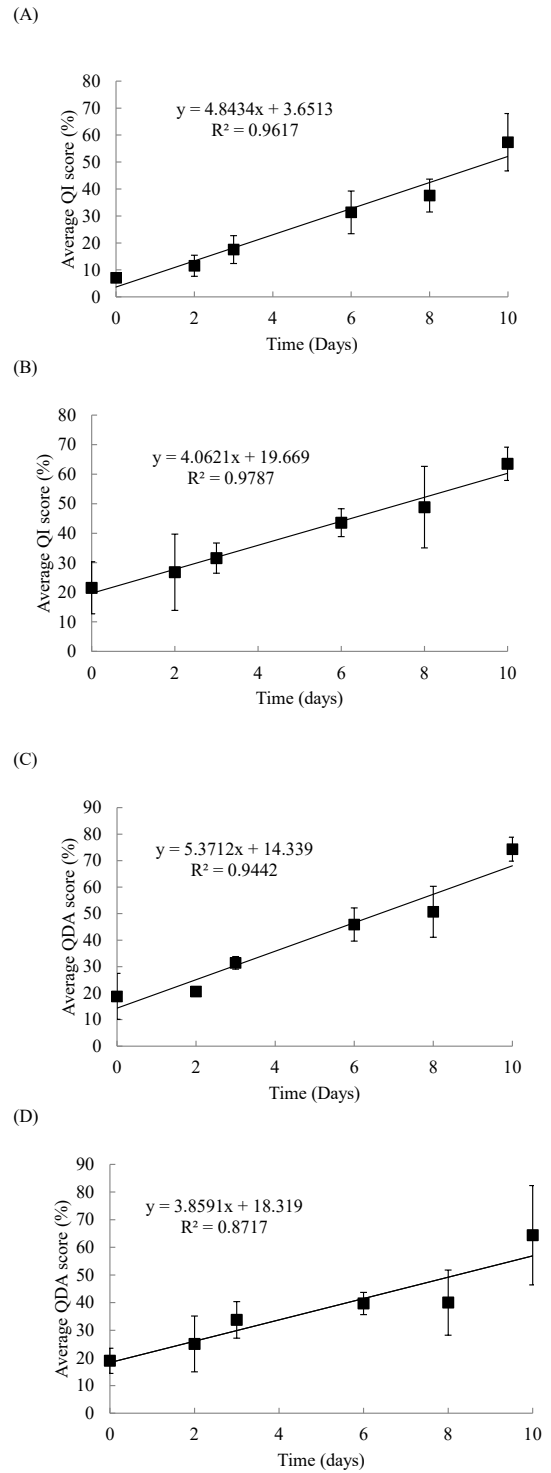 (A)
y = 4.8434x + 3.6513
R² = 0.9617
Average QI score (%)
80
70
60
50
40
30
20
10
0
0 2 4 6 8 10
Time (Days)
(B)
y = 4.0621x + 19.669
R² = 0.9787
Average QI score (%)
80
70
60
50
40
30
20
10
0
0 2 4 6 8 10
Time (days)
(C)
y = 5.3712x + 14.339
R² = 0.9442
Average QDA score (%)
90
80
70
60
50
40
30
20
10
0
0 2 4 6 8 10
Time (Days)
(D)
y = 3.8591x + 18.319
R² = 0.8717
Average QDA score (%)
90
80
70
60
50
40
30
20
10
0
0 2 4 6 8 10
Time (days)